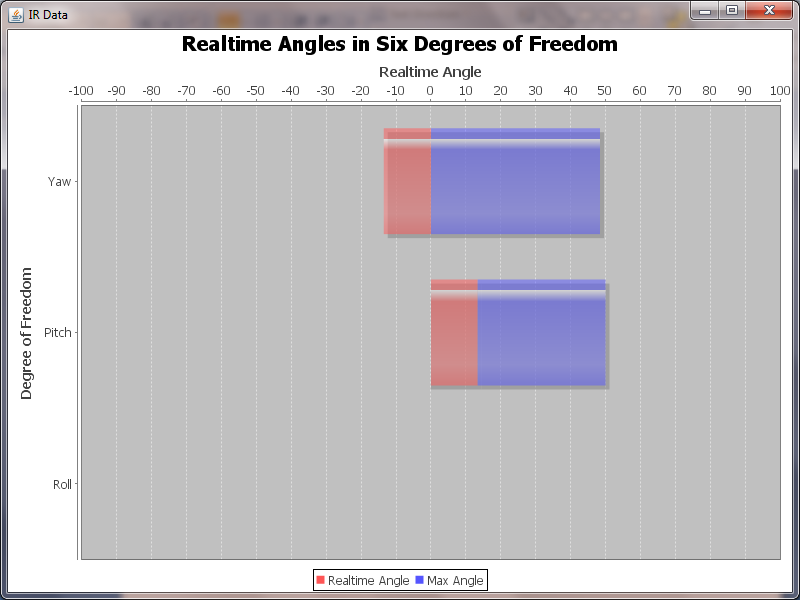 IR Data
Realtime Angles in Six Degrees of Freedom
Realtime Angle
-100 -90 -80 -70 -60 -50 -40 -30 -20 -10 0 10 20 30 40 50 60 70 80 90 100
Degree of Freedom
Yaw
Pitch
Roll
Realtime Angle Max Angle